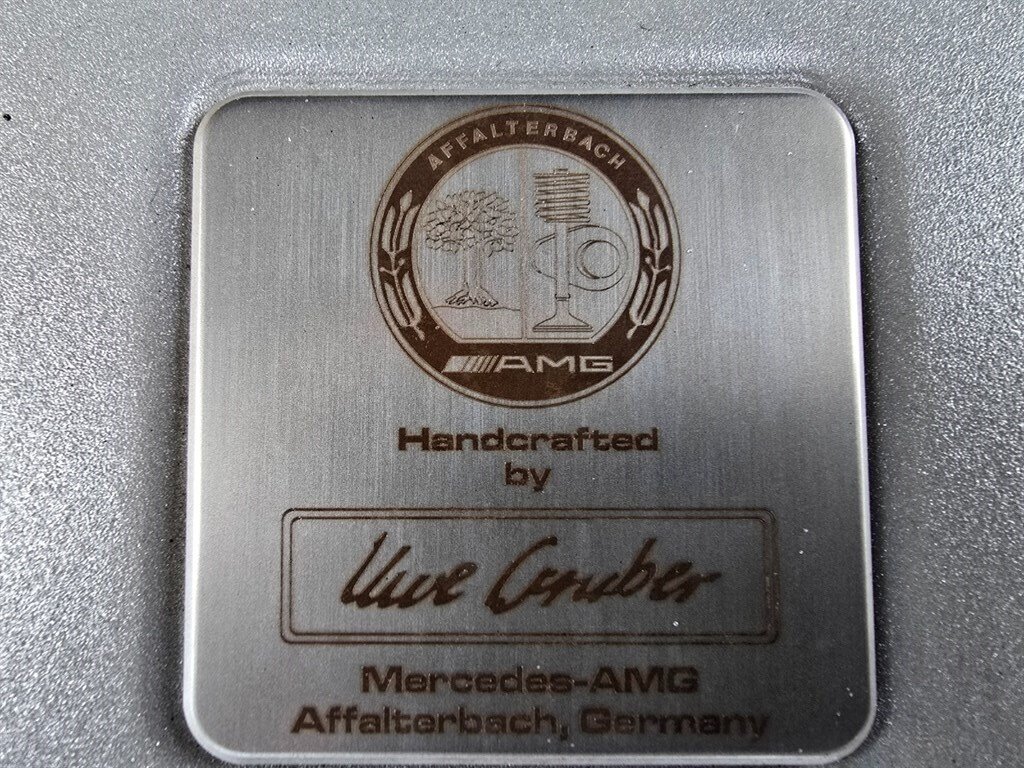 AFFALTERBACH
AMG
Handcrafted
by
Uwe Gruber
Mercedes-AMG
Affalterbach, Germany